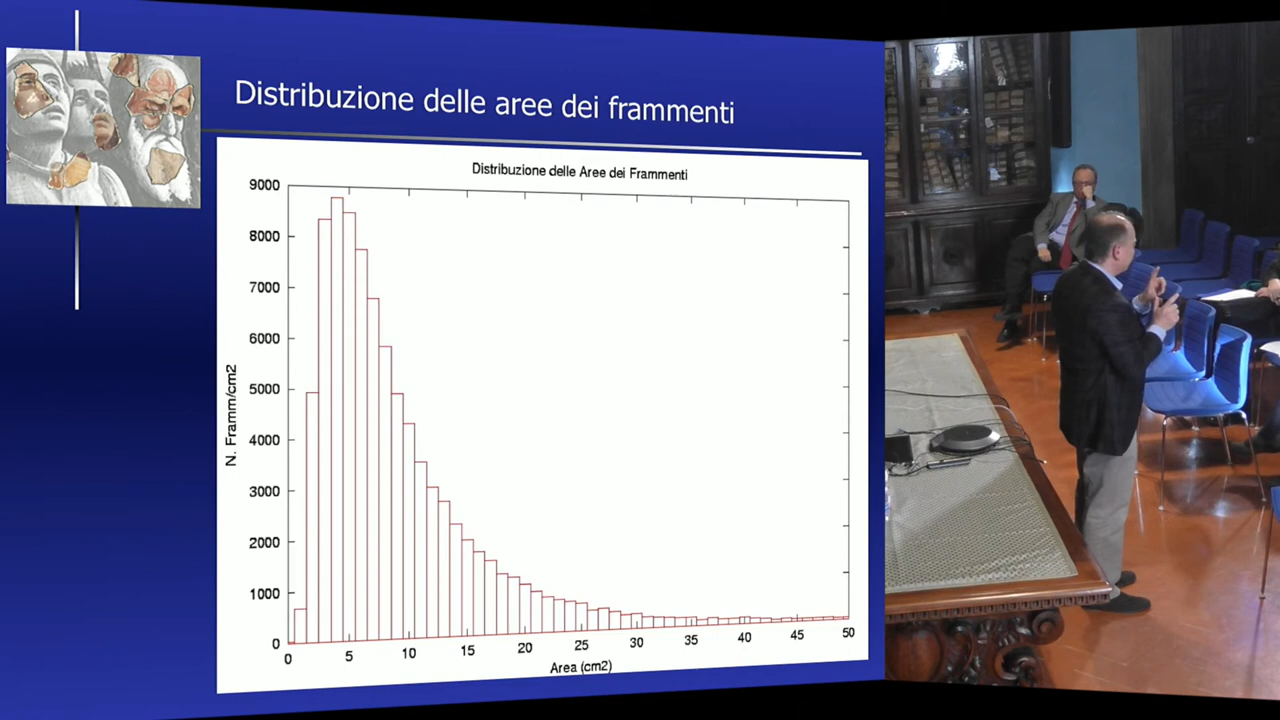 Distribuzione delle aree dei frammenti
Distribuzione delle Aree dei Frammenti
9000
8000
7000
6000
5000
4000
3000
2000
1000
0
N. Framm/cm2
0 5 10 15 20 25 30 35 40 45 50
Area (cm2)